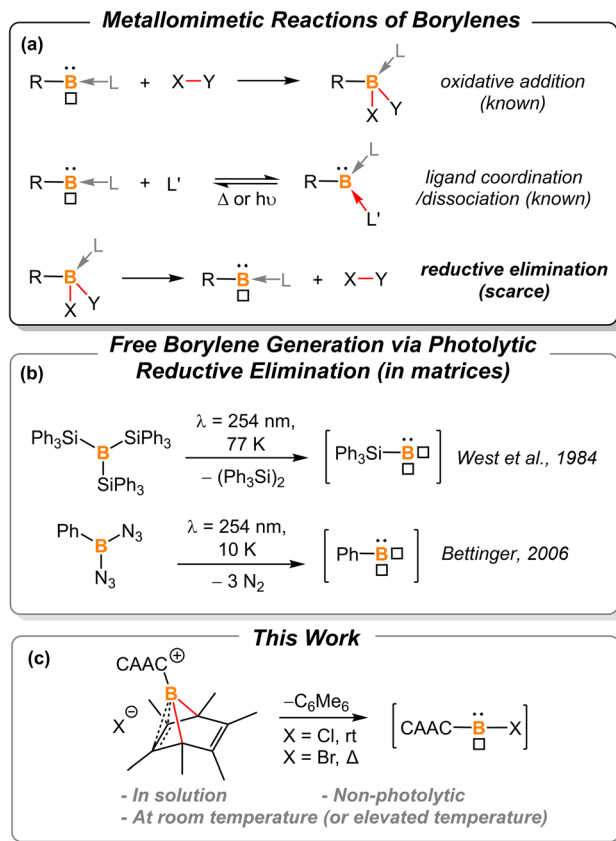 Metallomimetic Reactions of Borylenes
(a)
R–B←L + X–Y → R–B L X Y
oxidative addition
(known)
R–B←L + L' ⇌ R–B L L'
Δ or hυ
ligand coordination
/dissociation (known)
R–B L X Y → R–B←L + X–Y
reductive elimination
(scarce)
Free Borylene Generation via Photolytic
Reductive Elimination (in matrices)
(b)
Ph₃Si SiPh₃
B
SiPh₃
λ = 254 nm,
77 K
– (Ph₃Si)₂
[Ph₃Si–B]
West et al., 1984
Ph N₃
B
N₃
λ = 254 nm,
10 K
– 3 N₂
[Ph–B]
Bettinger, 2006
This Work
(c)
CAAC⊕
B
X⊖
–C₆Me₆
X = Cl, rt
X = Br, Δ
[CAAC–B–X]
- In solution - Non-photolytic
- At room temperature (or elevated temperature)